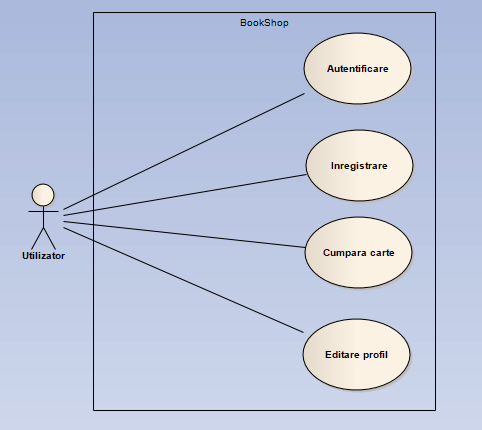 BookShop
Autentificare
Inregistrare
Utilizator
Cumpara carte
Editare profil